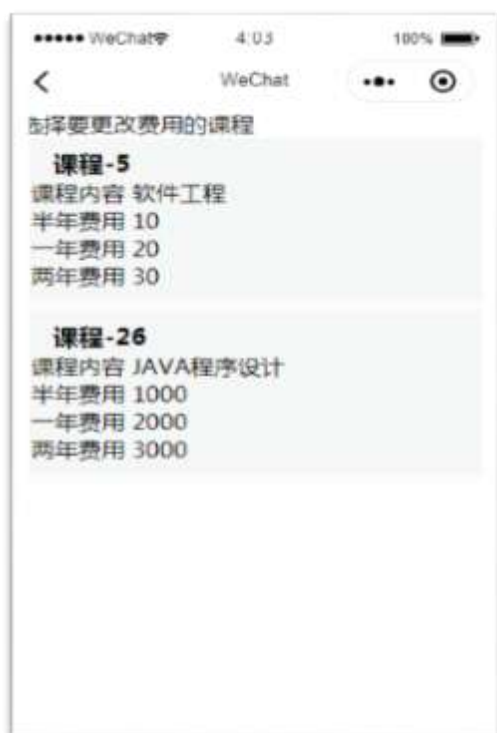 WeChat 4:03 100%
WeChat
选择要更改费用的课程
课程-5
课程内容 软件工程
半年费用 10
一年费用 20
两年费用 30
课程-26
课程内容 JAVA程序设计
半年费用 1000
一年费用 2000
两年费用 3000